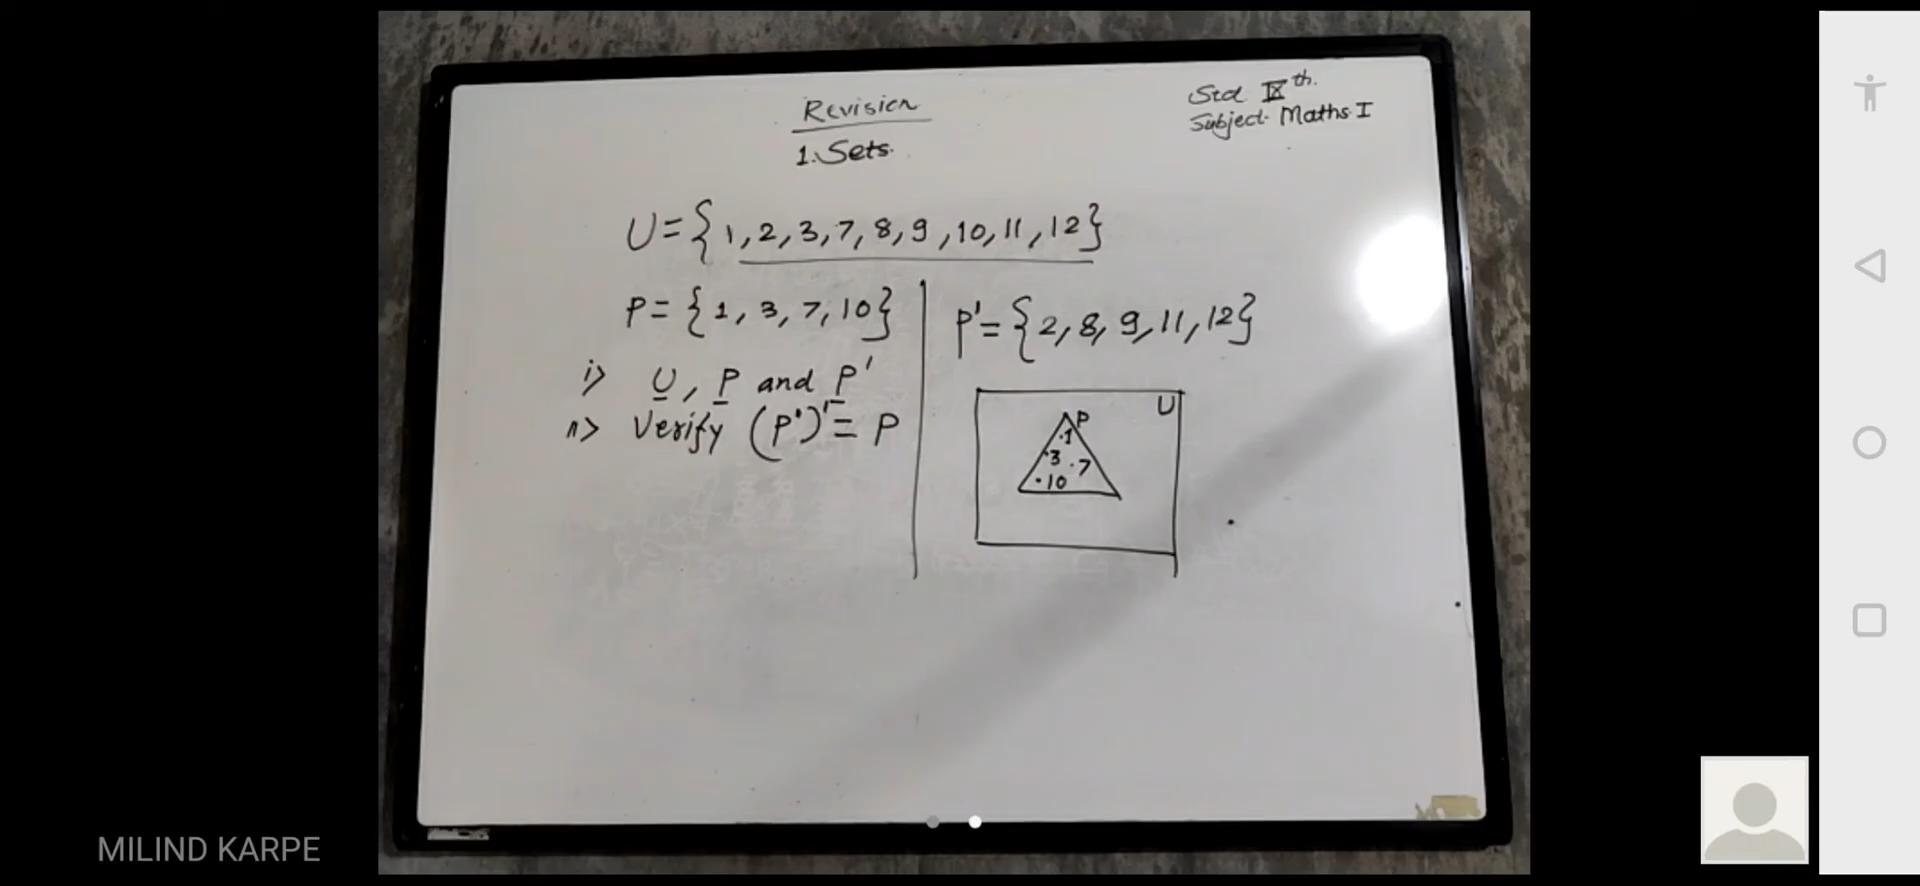 Revision
1. Sets.
Std IXth.
Subject- Maths I
U = { 1, 2, 3, 7, 8, 9, 10, 11, 12 }
P = { 1, 3, 7, 10 }
i> U, P and P'
ii> Verify (P')' = P
P' = { 2, 8, 9, 11, 12 }
U
P
.1
.3 .7
.10
MILIND KARPE